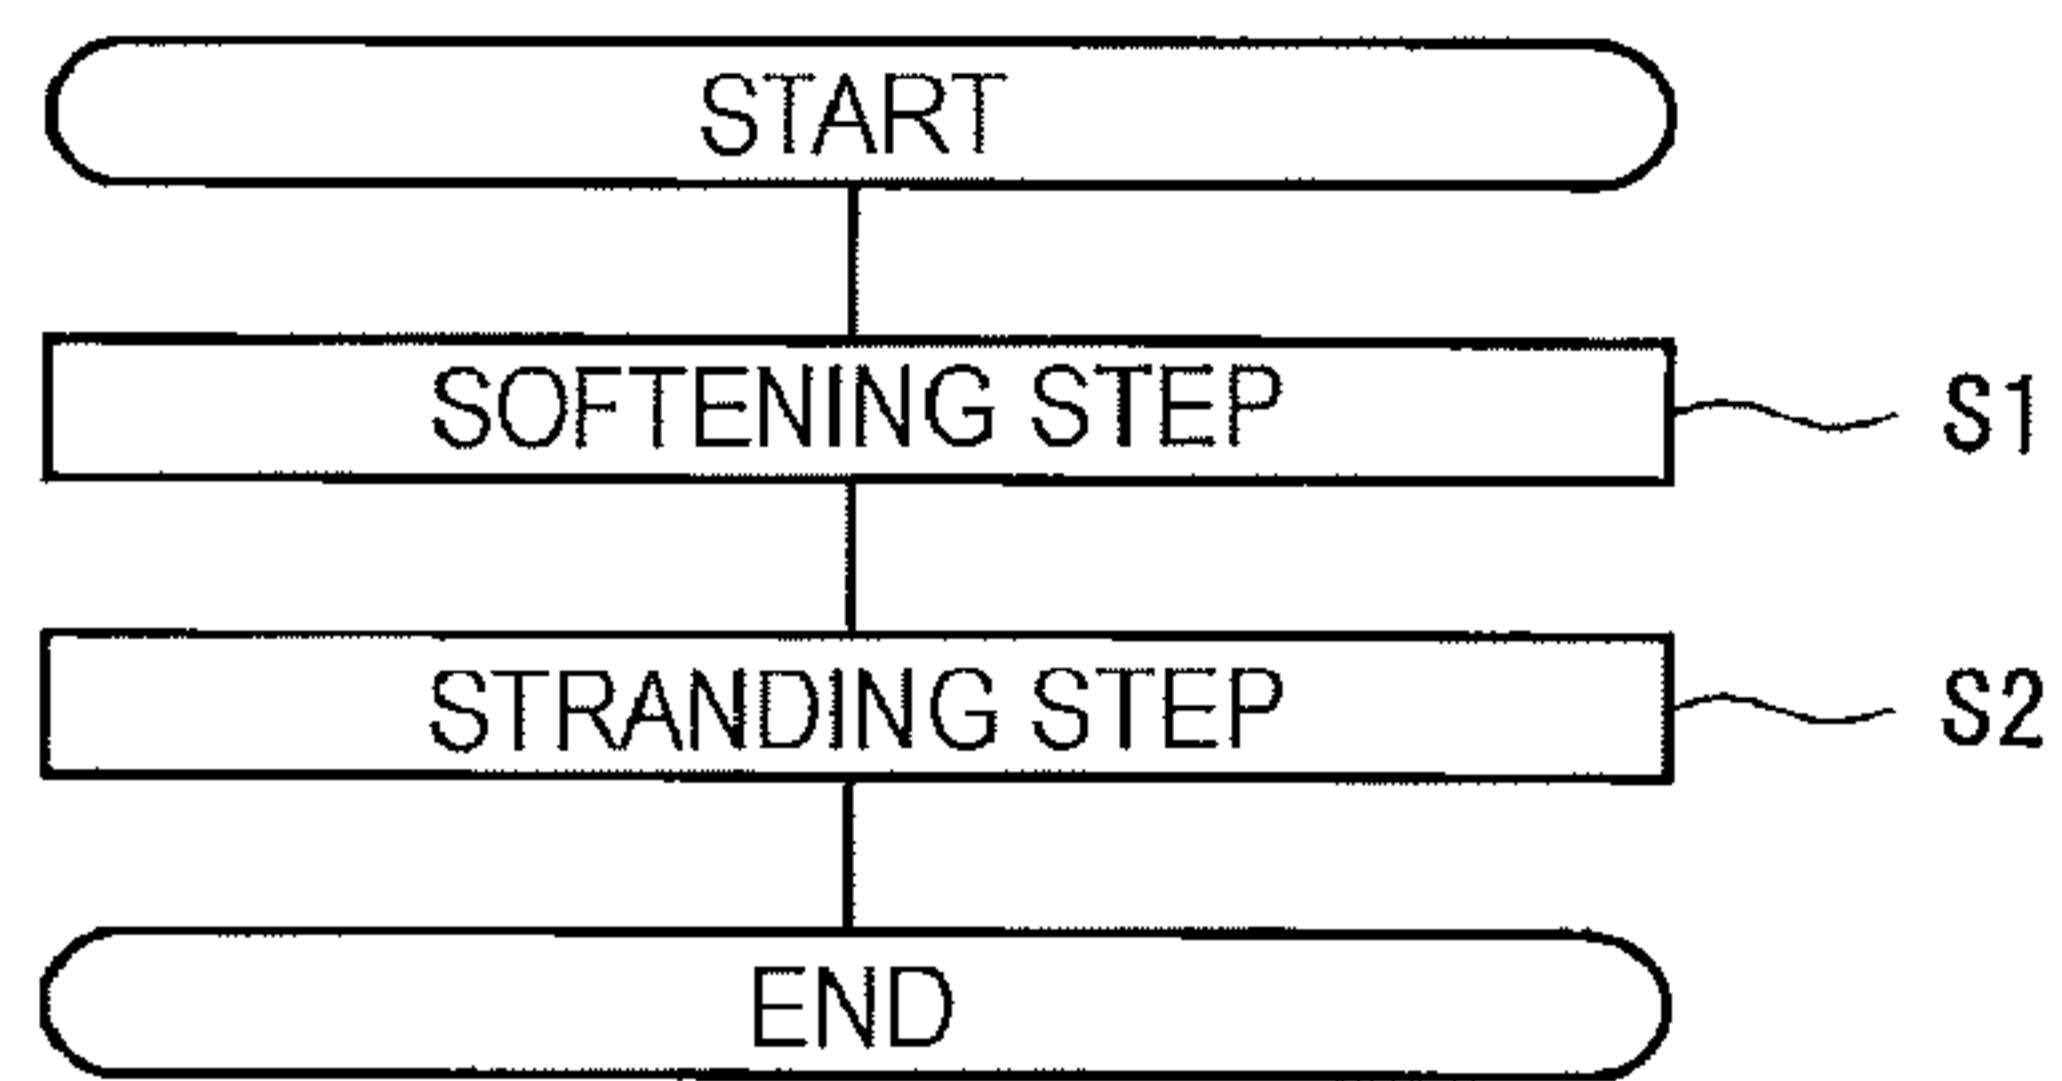 START
SOFTENING STEP
S1
STRANDING STEP
S2
END